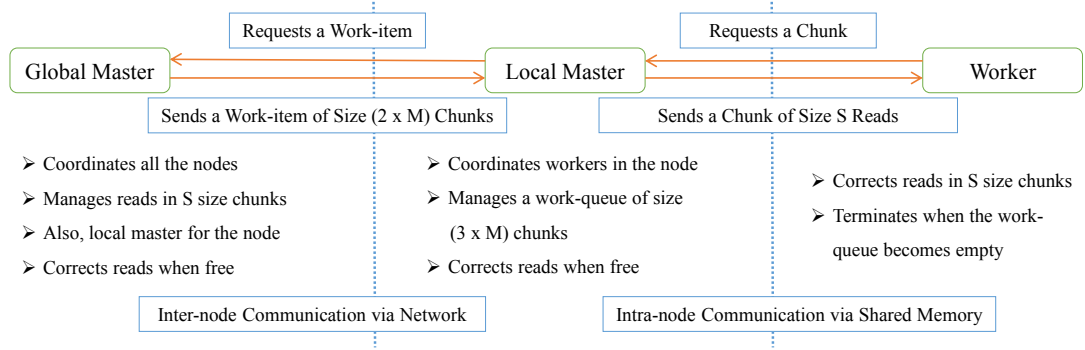 Requests a Work-item
Requests a Chunk
Global Master
Local Master
Worker
Sends a Work-item of Size (2 x M) Chunks
Sends a Chunk of Size S Reads
➢ Coordinates all the nodes
➢ Manages reads in S size chunks
➢ Also, local master for the node
➢ Corrects reads when free
➢ Coordinates workers in the node
➢ Manages a work-queue of size
(3 x M) chunks
➢ Corrects reads when free
➢ Corrects reads in S size chunks
➢ Terminates when the work-
queue becomes empty
Inter-node Communication via Network
Intra-node Communication via Shared Memory